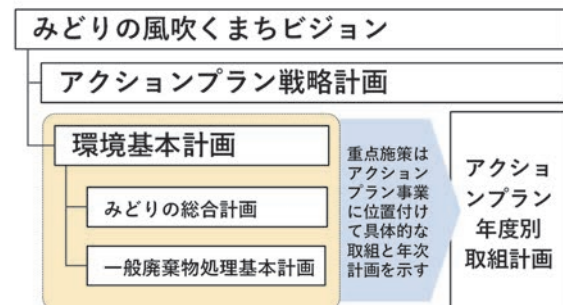 みどりの風吹くまちビジョン
アクションプラン戦略計画
環境基本計画
みどりの総合計画
一般廃棄物処理基本計画
重点施策は
アクション
プラン事業
に位置付け
て具体的な
取組と年次
計画を示す
アクショ
ンプラン
年度別
取組計画